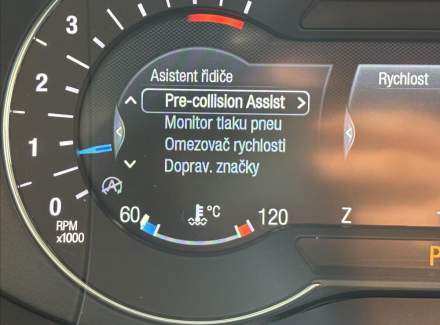 3
2
1
0
RPM
x1000
Asistent řidiče
Pre-collision Assist >
Monitor tlaku pneu
Omezovač rychlosti
Doprav. značky
60
°C
120
Rychlost
Z
P